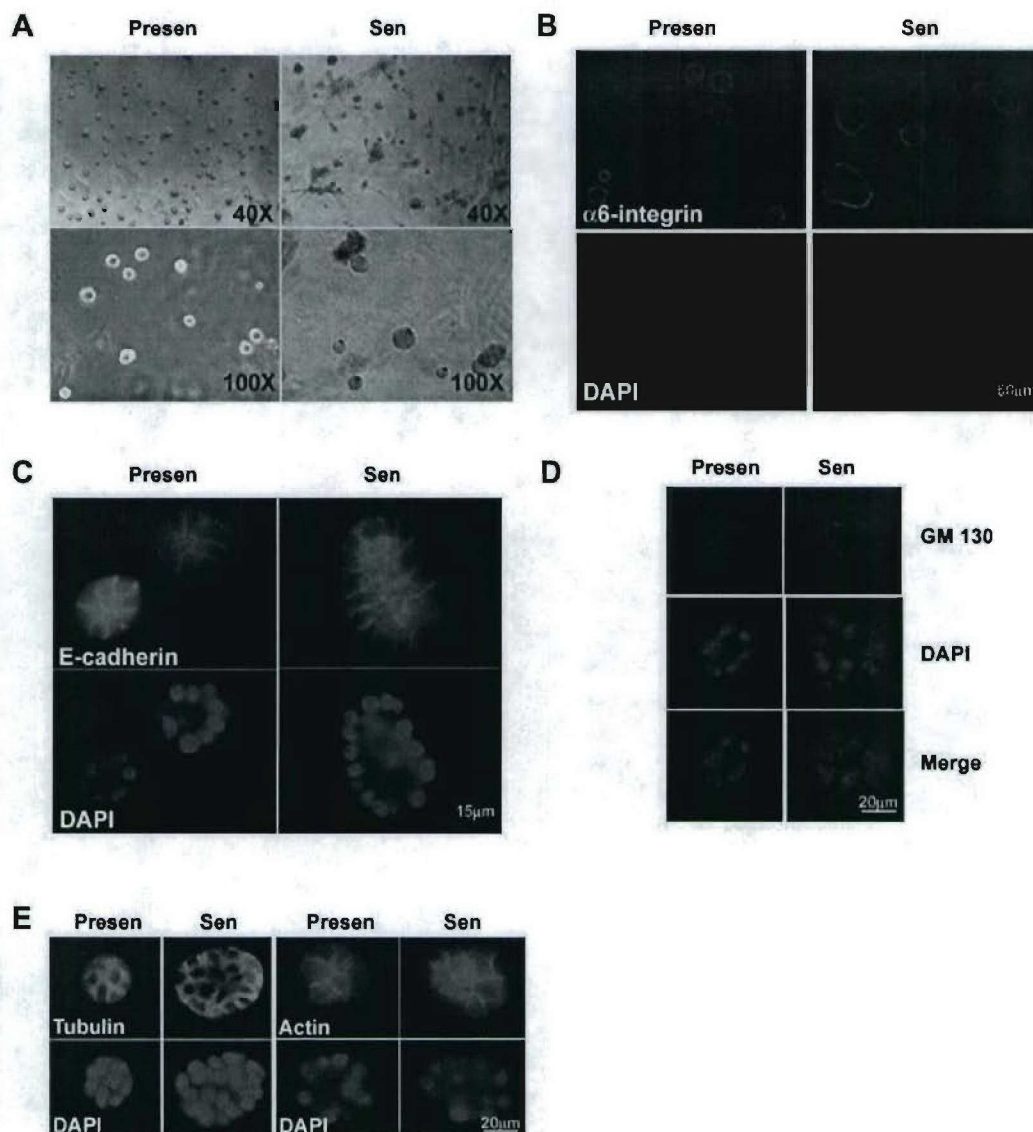 A
Presen Sen
40X 40X
100X 100X
B
Presen Sen
α6-integrin
DAPI
50μm
C
Presen Sen
E-cadherin
DAPI
15μm
D
Presen Sen
GM 130
DAPI
Merge
20μm
E
Presen Sen Presen Sen
Tubulin Actin
DAPI DAPI
20μm